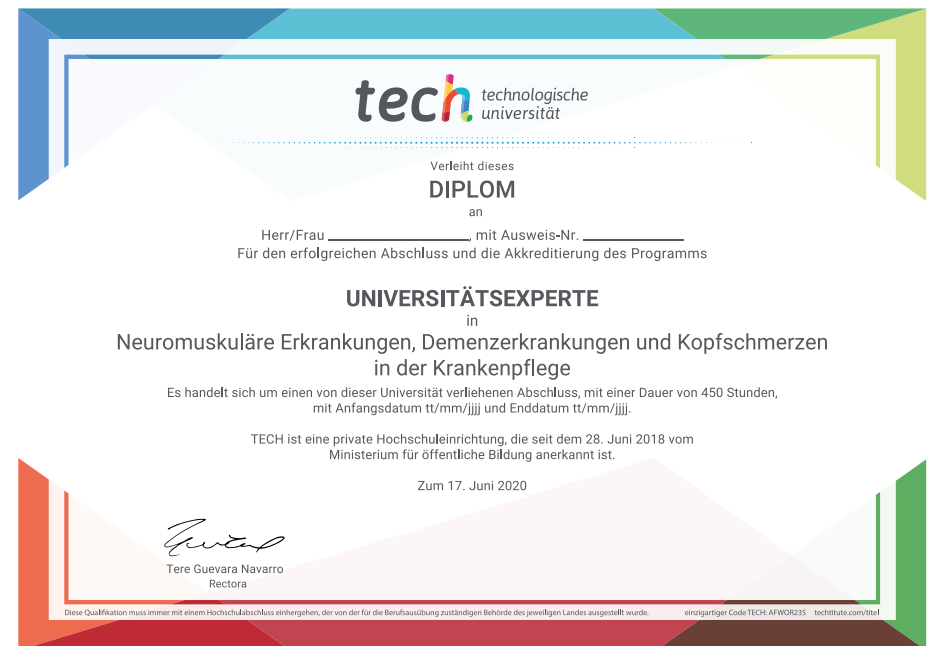 tech technologische
universität
Verleiht dieses
DIPLOM
an
Herr/Frau ____________, mit Ausweis-Nr. ____________
Für den erfolgreichen Abschluss und die Akkreditierung des Programms
UNIVERSITÄTSEXPERTE
in
Neuromuskuläre Erkrankungen, Demenzerkrankungen und Kopfschmerzen
in der Krankenpflege
Es handelt sich um einen von dieser Universität verliehenen Abschluss, mit einer Dauer von 450 Stunden,
mit Anfangsdatum tt/mm/jjjj und Enddatum tt/mm/jjjj.
TECH ist eine private Hochschuleinrichtung, die seit dem 28. Juni 2018 vom
Ministerium für öffentliche Bildung anerkannt ist.
Zum 17. Juni 2020
Tere Guevara Navarro
Rectora
Diese Qualifikation muss immer mit einem Hochschulabschluss einhergehen, der von der für die Berufsausübung zuständigen Behörde des jeweiligen Landes ausgestellt wurde. einzigartiger Code TECH: AFWOR23S techtitute.com/titel